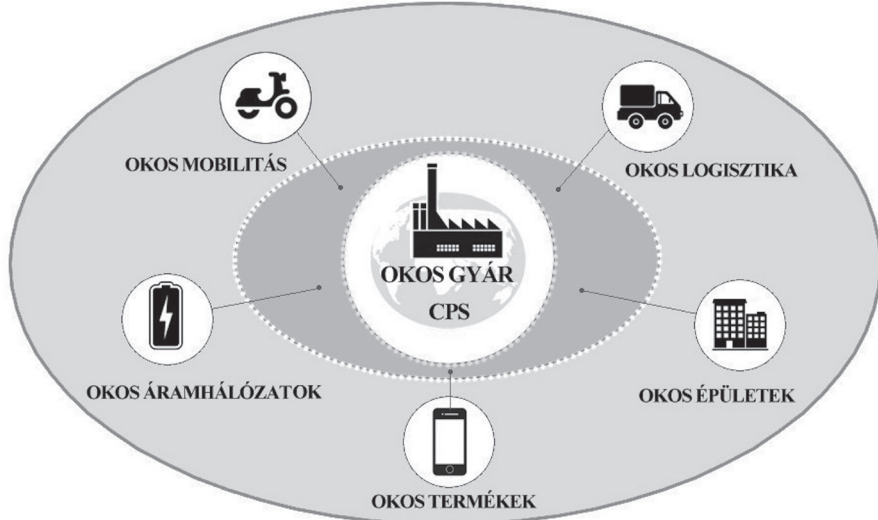 OKOS MOBILITÁS
OKOS LOGISZTIKA
OKOS GYÁR
CPS
OKOS ÁRAMHÁLÓZATOK
OKOS ÉPÜLETEK
OKOS TERMÉKEK